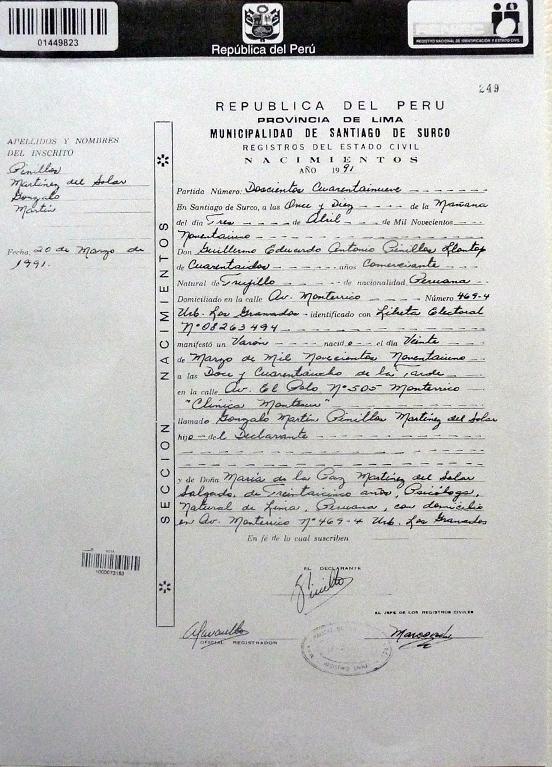 01449823
República del Perú
REGISTRO NACIONAL DE IDENTIFICACIÓN Y ESTADO CIVIL
249
REPUBLICA DEL PERU
PROVINCIA DE LIMA
MUNICIPALIDAD DE SANTIAGO DE SURCO
REGISTROS DEL ESTADO CIVIL
NACIMIENTOS
AÑO 1991
APELLIDOS Y NOMBRES
DEL INSCRITO
Pinillos
Martínez del Solar
Gonzalo
Martín
Fecha, 20 de Marzo de
1991.
SECCION NACIMIENTOS
Partida Número: Doscientos Cuarentainueve
En Santiago de Surco, a las Once y Diez de la Mañana
del día Tres de Abril de Mil Novecientos
Noventaiuno
Don Guillermo Eduardo Antonio Pinillos
de Cuarentaidos años Comerciante
Natural de Trujillo de nacionalidad Peruana
Domiciliado en la calle Av. Monterrico Número 469-4
Urb. Los Granados identificado con Libreta Electoral
N° 08263494
manifestó un Varón nacido el día Veinte
de Marzo de Mil Novecientos Noventaiuno
a las Doce y Cuarentaiocho de la Tarde
en la calle Av. El Polo N° 505 Monterrico
"Clínica Montesur"
llamado Gonzalo Martín Pinillos Martínez del Solar
hijo del Declarante
y de Doña María de la Paz Martínez del Solar
Salgado, de Treintaicinco años, Psicóloga,
Natural de Lima, Peruana, con domicilio
en Av. Monterrico N° 469-4 Urb. Los Granados
En fé de lo cual suscriben
EL DECLARANTE
EL JEFE DE LOS REGISTROS CIVILES
OFICIAL REGISTRADOR
REGISTRO CIVIL